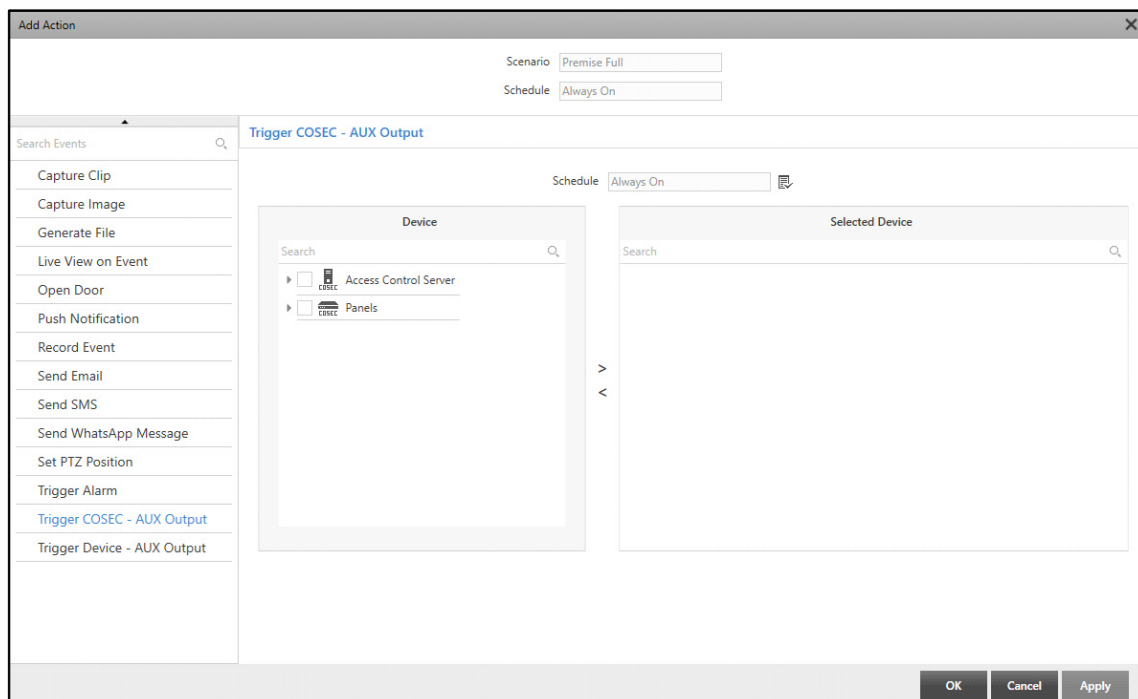 Add Action
Scenario Premise Full
Schedule Always On
Search Events
Capture Clip
Capture Image
Generate File
Live View on Event
Open Door
Push Notification
Record Event
Send Email
Send SMS
Send WhatsApp Message
Set PTZ Position
Trigger Alarm
Trigger COSEC - AUX Output
Trigger Device - AUX Output
Trigger COSEC - AUX Output
Schedule Always On
Device
Search
COSEC Access Control Server
COSEC Panels
>
<
Selected Device
Search
OK Cancel Apply